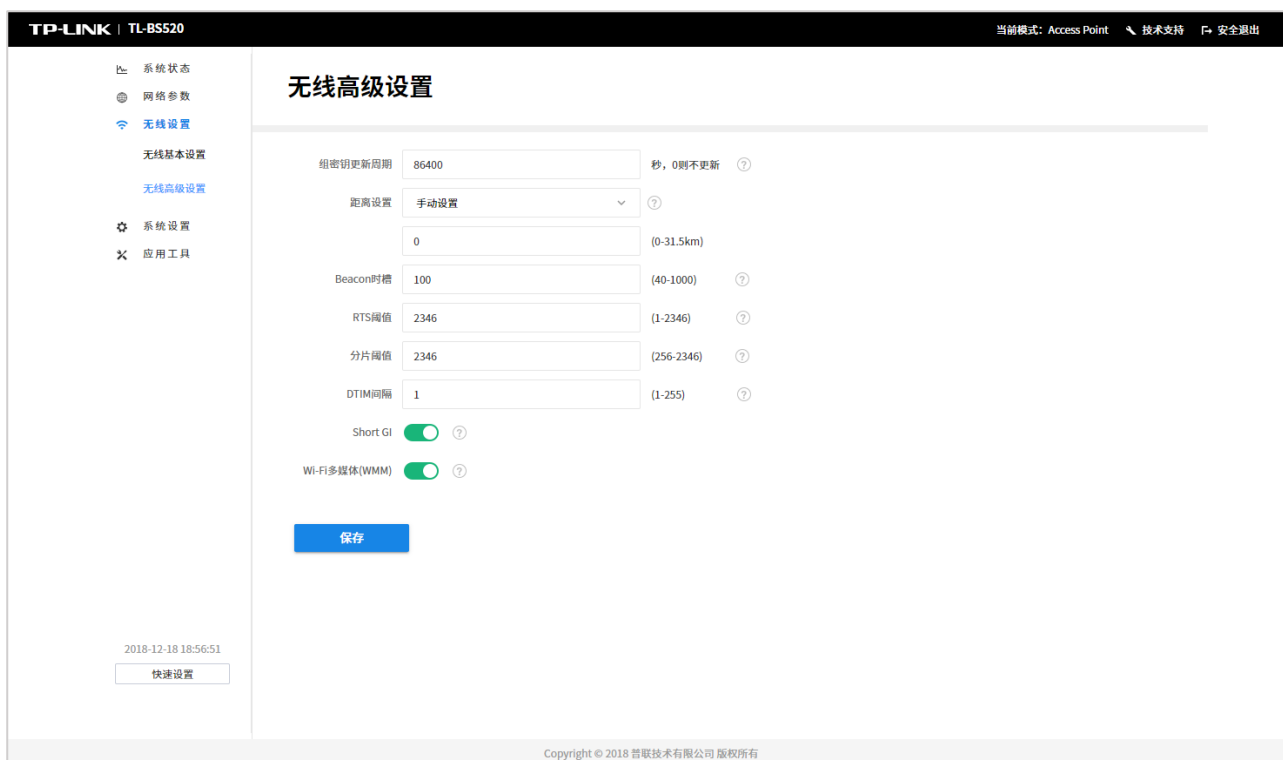 TP-LINK | TL-BS520
当前模式：Access Point 技术支持 安全退出
系统状态
网络参数
无线设置
无线基本设置
无线高级设置
系统设置
应用工具
2018-12-18 18:56:51
快速设置
无线高级设置
组密钥更新周期 86400 秒，0则不更新 ?
距离设置 手动设置 ?
0 (0-31.5km)
Beacon时槽 100 (40-1000) ?
RTS阈值 2346 (1-2346) ?
分片阈值 2346 (256-2346) ?
DTIM间隔 1 (1-255) ?
Short GI ?
Wi-Fi多媒体(WMM) ?
保存
Copyright © 2018 普联技术有限公司 版权所有